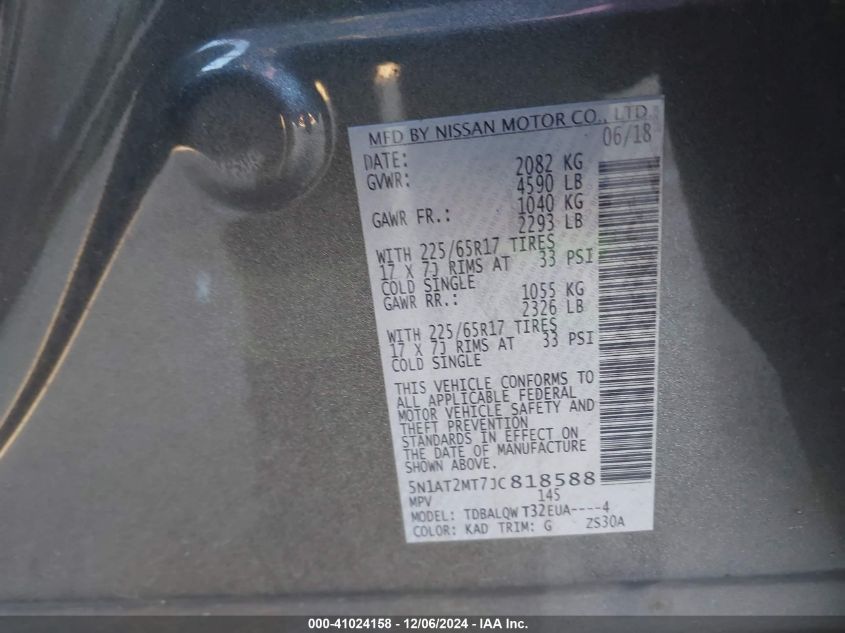 MFD BY NISSAN MOTOR CO., LTD.
DATE: 06/18
GVWR: 2082 KG
4590 LB
GAWR FR.: 1040 KG
2293 LB
WITH 225/65R17 TIRES
17 X 7J RIMS AT 33 PSI
COLD SINGLE
GAWR RR.: 1055 KG
2326 LB
WITH 225/65R17 TIRES
17 X 7J RIMS AT 33 PSI
COLD SINGLE
THIS VEHICLE CONFORMS TO
ALL APPLICABLE FEDERAL
MOTOR VEHICLE SAFETY AND
THEFT PREVENTION
STANDARDS IN EFFECT ON
THE DATE OF MANUFACTURE
SHOWN ABOVE.
5N1AT2MT7JC818588
MPV 145
MODEL: TDBALQW T32EUA----4
COLOR: KAD TRIM: G ZS30A
000-41024158 - 12/06/2024 - IAA Inc.